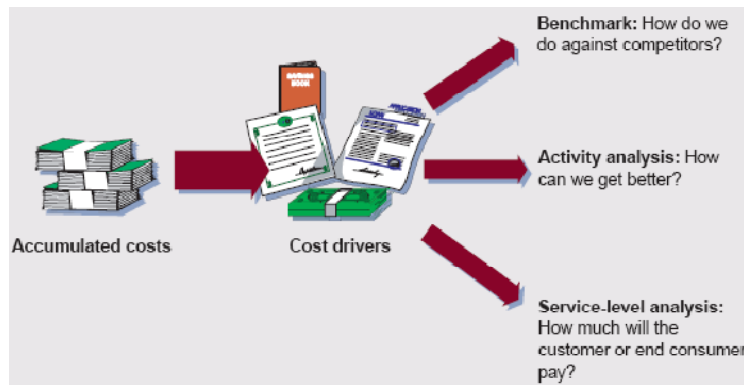 Benchmark: How do we
do against competitors?
Activity analysis: How
can we get better?
Accumulated costs
Cost drivers
Service-level analysis:
How much will the
customer or end consumer
pay?